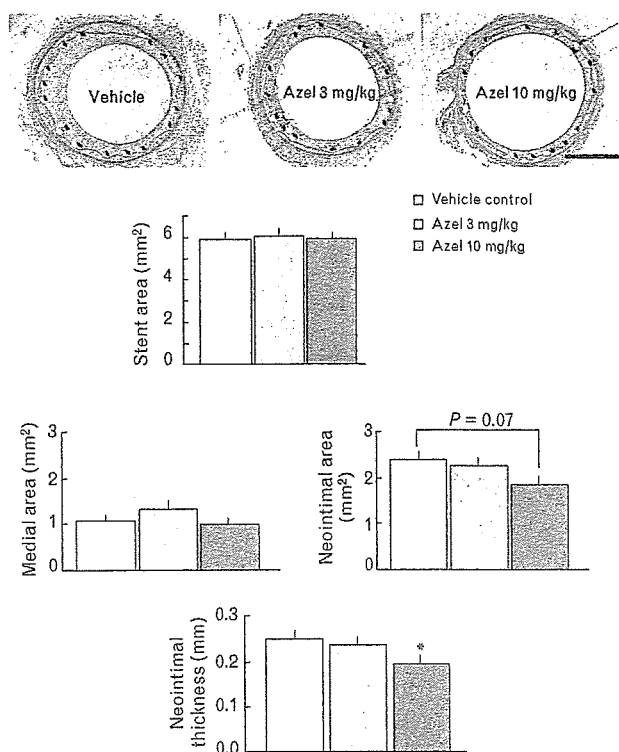 Vehicle
Azel 3 mg/kg
Azel 10 mg/kg
Vehicle control
Azel 3 mg/kg
Azel 10 mg/kg
Stent area (mm²)
6
4
2
0
Medial area (mm²)
3
2
1
0
Neointimal area
(mm²)
3
2
1
0
P = 0.07
Neointimal
thickness (mm)
0.3
0.2
0.1
0.0
*